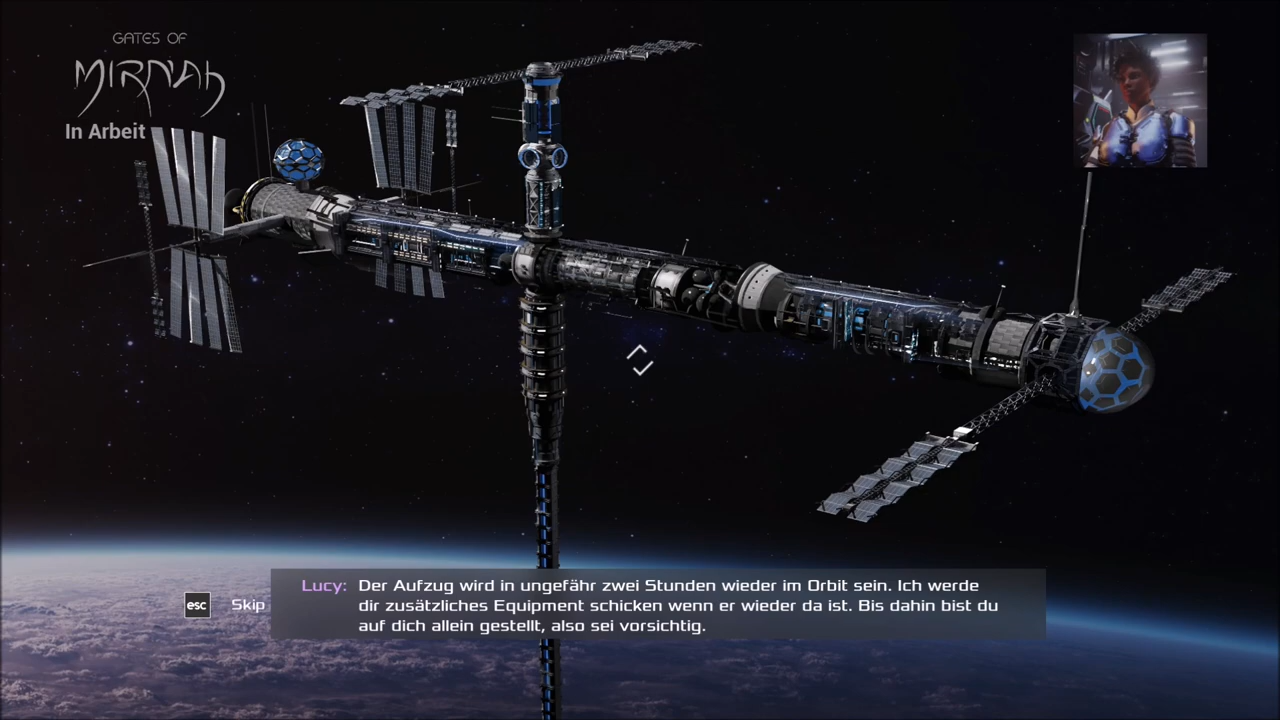 GATES OF
MIRNAh
In Arbeit
Lucy: Der Aufzug wird in ungefähr zwei Stunden wieder im Orbit sein. Ich werde
dir zusätzliches Equipment schicken wenn er wieder da ist. Bis dahin bist du
auf dich allein gestellt, also sei vorsichtig.
esc Skip